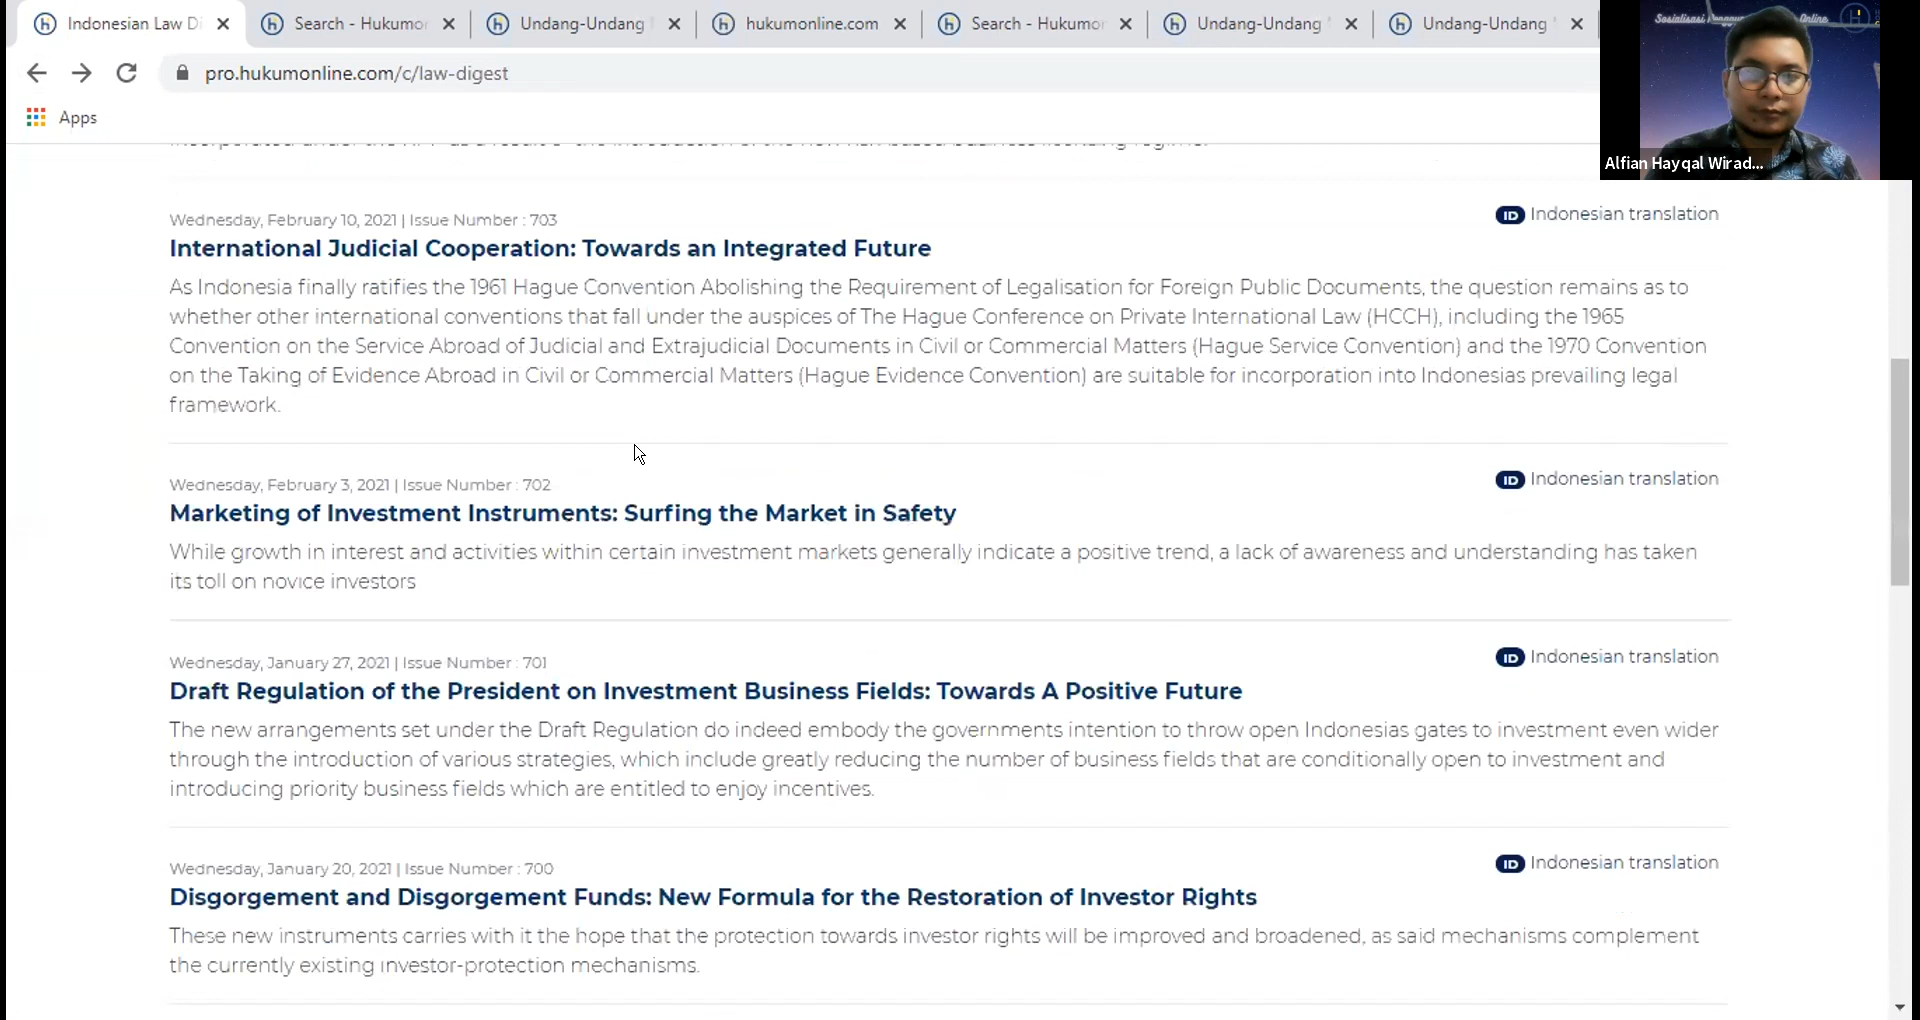 Indonesian Law Di
Search - Hukumo
Undang-Undang
hukumonline.com
Search - Hukumor
Undang-Undang
Undang-Undang
Online
pro.hukumonline.com/c/law-digest
Apps
Alfian Hayqal Wirad...
Wednesday, February 10, 2021 | Issue Number : 703
ID Indonesian translation
International Judicial Cooperation: Towards an Integrated Future
As Indonesia finally ratifies the 1961 Hague Convention Abolishing the Requirement of Legalisation for Foreign Public Documents, the question remains as to
whether other international conventions that fall under the auspices of The Hague Conference on Private International Law (HCCH), including the 1965
Convention on the Service Abroad of Judicial and Extrajudicial Documents in Civil or Commercial Matters (Hague Service Convention) and the 1970 Convention
on the Taking of Evidence Abroad in Civil or Commercial Matters (Hague Evidence Convention) are suitable for incorporation into Indonesias prevailing legal
framework.
Wednesday, February 3, 2021 | Issue Number : 702
ID Indonesian translation
Marketing of Investment Instruments: Surfing the Market in Safety
While growth in interest and activities within certain investment markets generally indicate a positive trend, a lack of awareness and understanding has taken
its toll on novice investors
Wednesday, January 27, 2021 | Issue Number : 701
ID Indonesian translation
Draft Regulation of the President on Investment Business Fields: Towards A Positive Future
The new arrangements set under the Draft Regulation do indeed embody the governments intention to throw open Indonesias gates to investment even wider
through the introduction of various strategies, which include greatly reducing the number of business fields that are conditionally open to investment and
introducing priority business fields which are entitled to enjoy incentives.
Wednesday, January 20, 2021 | Issue Number : 700
ID Indonesian translation
Disgorgement and Disgorgement Funds: New Formula for the Restoration of Investor Rights
These new instruments carries with it the hope that the protection towards investor rights will be improved and broadened, as said mechanisms complement
the currently existing investor-protection mechanisms.